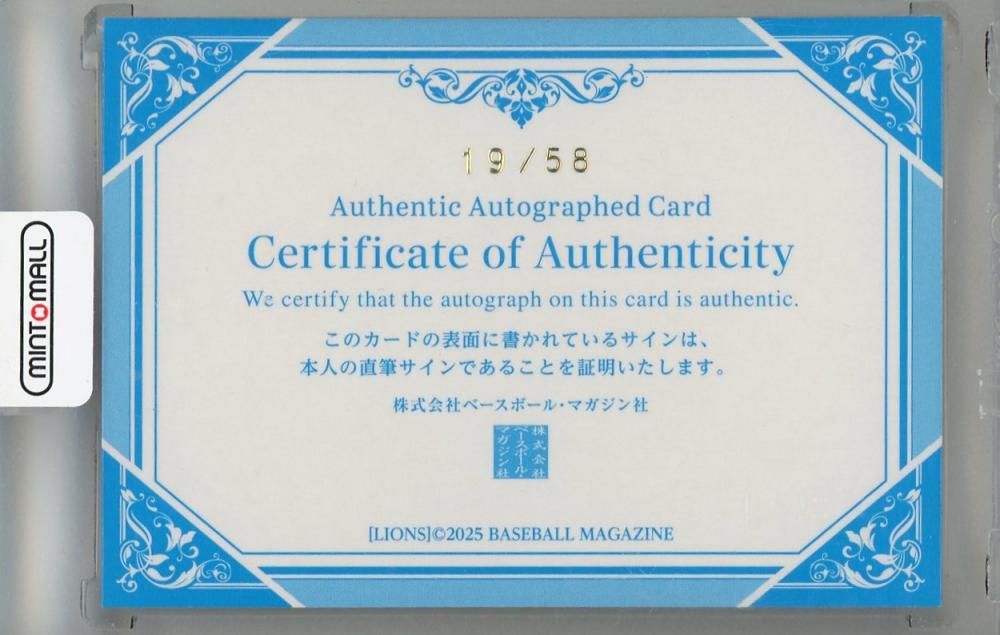 19/58
Authentic Autographed Card
Certificate of Authenticity
We certify that the autograph on this card is authentic.
このカードの表面に書かれているサインは、
本人の直筆サインであることを証明いたします。
株式会社ベースボール・マガジン社
株式会社
ベースボール・
マガジン社
[LIONS]©2025 BASEBALL MAGAZINE
MINTOMALL